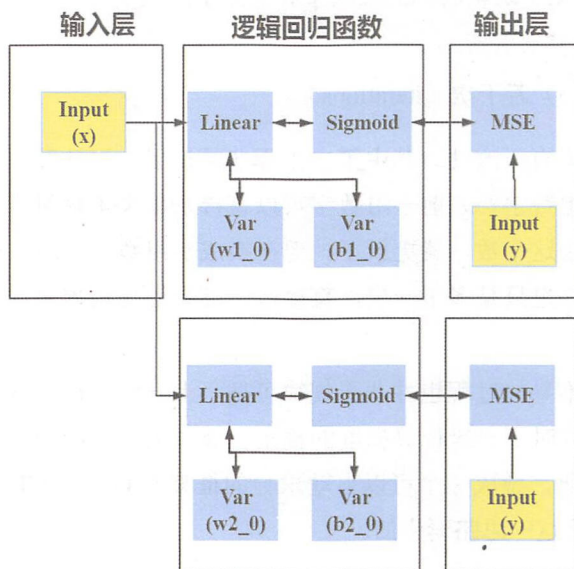 输入层
逻辑回归函数
输出层
Input
(x)
Linear
Sigmoid
MSE
Var
(w1_0)
Var
(b1_0)
Input
(y)
Linear
Sigmoid
MSE
Var
(w2_0)
Var
(b2_0)
Input
(y)